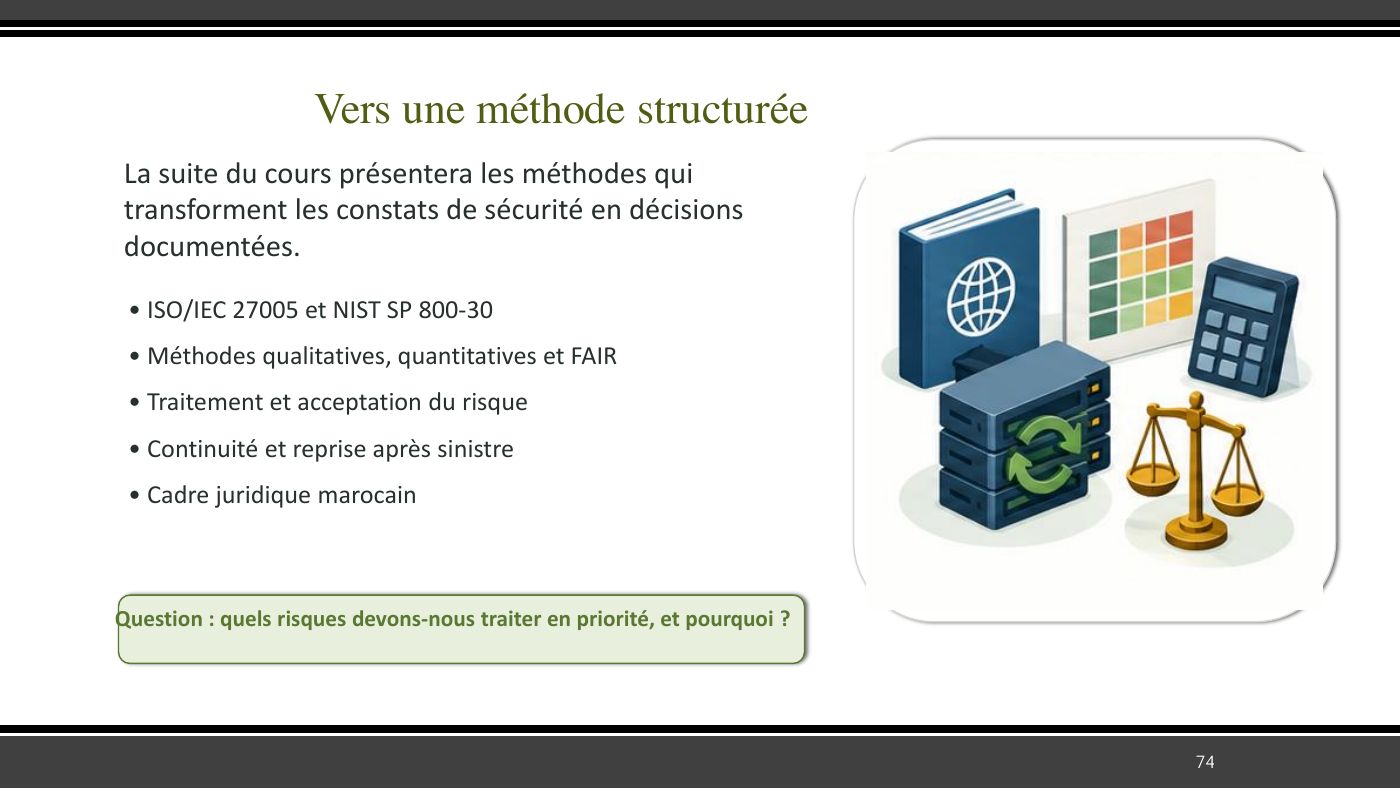 Vers une méthode structurée
La suite du cours présentera les méthodes qui
transforment les constats de sécurité en décisions
documentées.
• ISO/IEC 27005 et NIST SP 800-30
• Méthodes qualitatives, quantitatives et FAIR
• Traitement et acceptation du risque
• Continuité et reprise après sinistre
• Cadre juridique marocain
Question : quels risques devons-nous traiter en priorité, et pourquoi ?
74